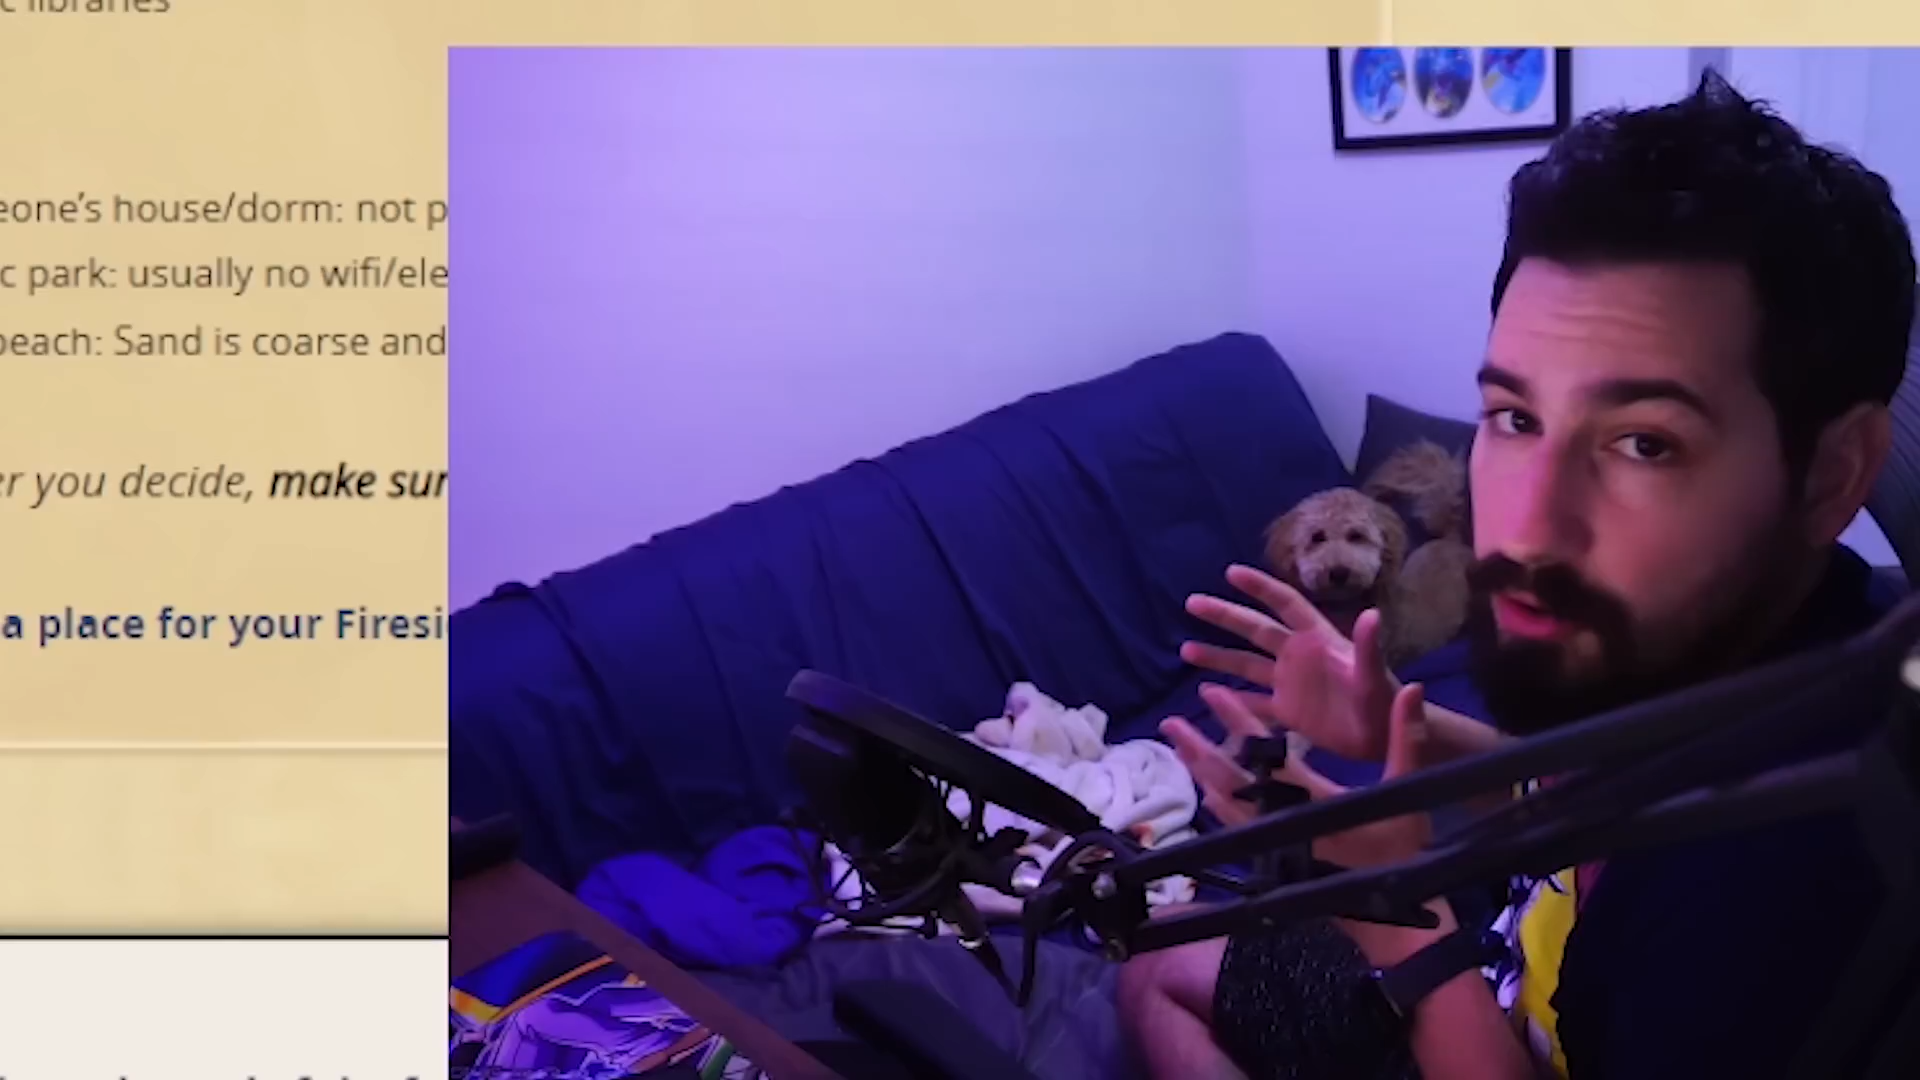 libraries
eone's house/dorm: not p
c park: usually no wifi/ele
beach: Sand is coarse and
er you decide, make sur
a place for your Firesi